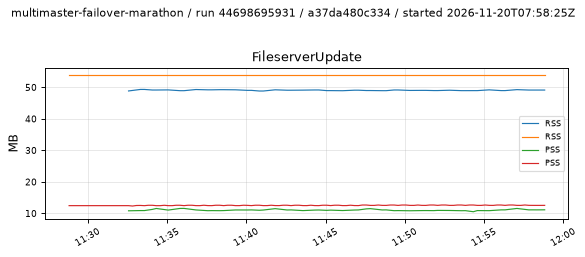 multimaster-failover-marathon / run 44698695931 / a37da480c334 / started 2026-11-20T07:58:25Z
FileserverUpdate
MB
50
40
30
20
10
RSS
RSS
PSS
PSS
11:30
11:35
11:40
11:45
11:50
11:55
12:00